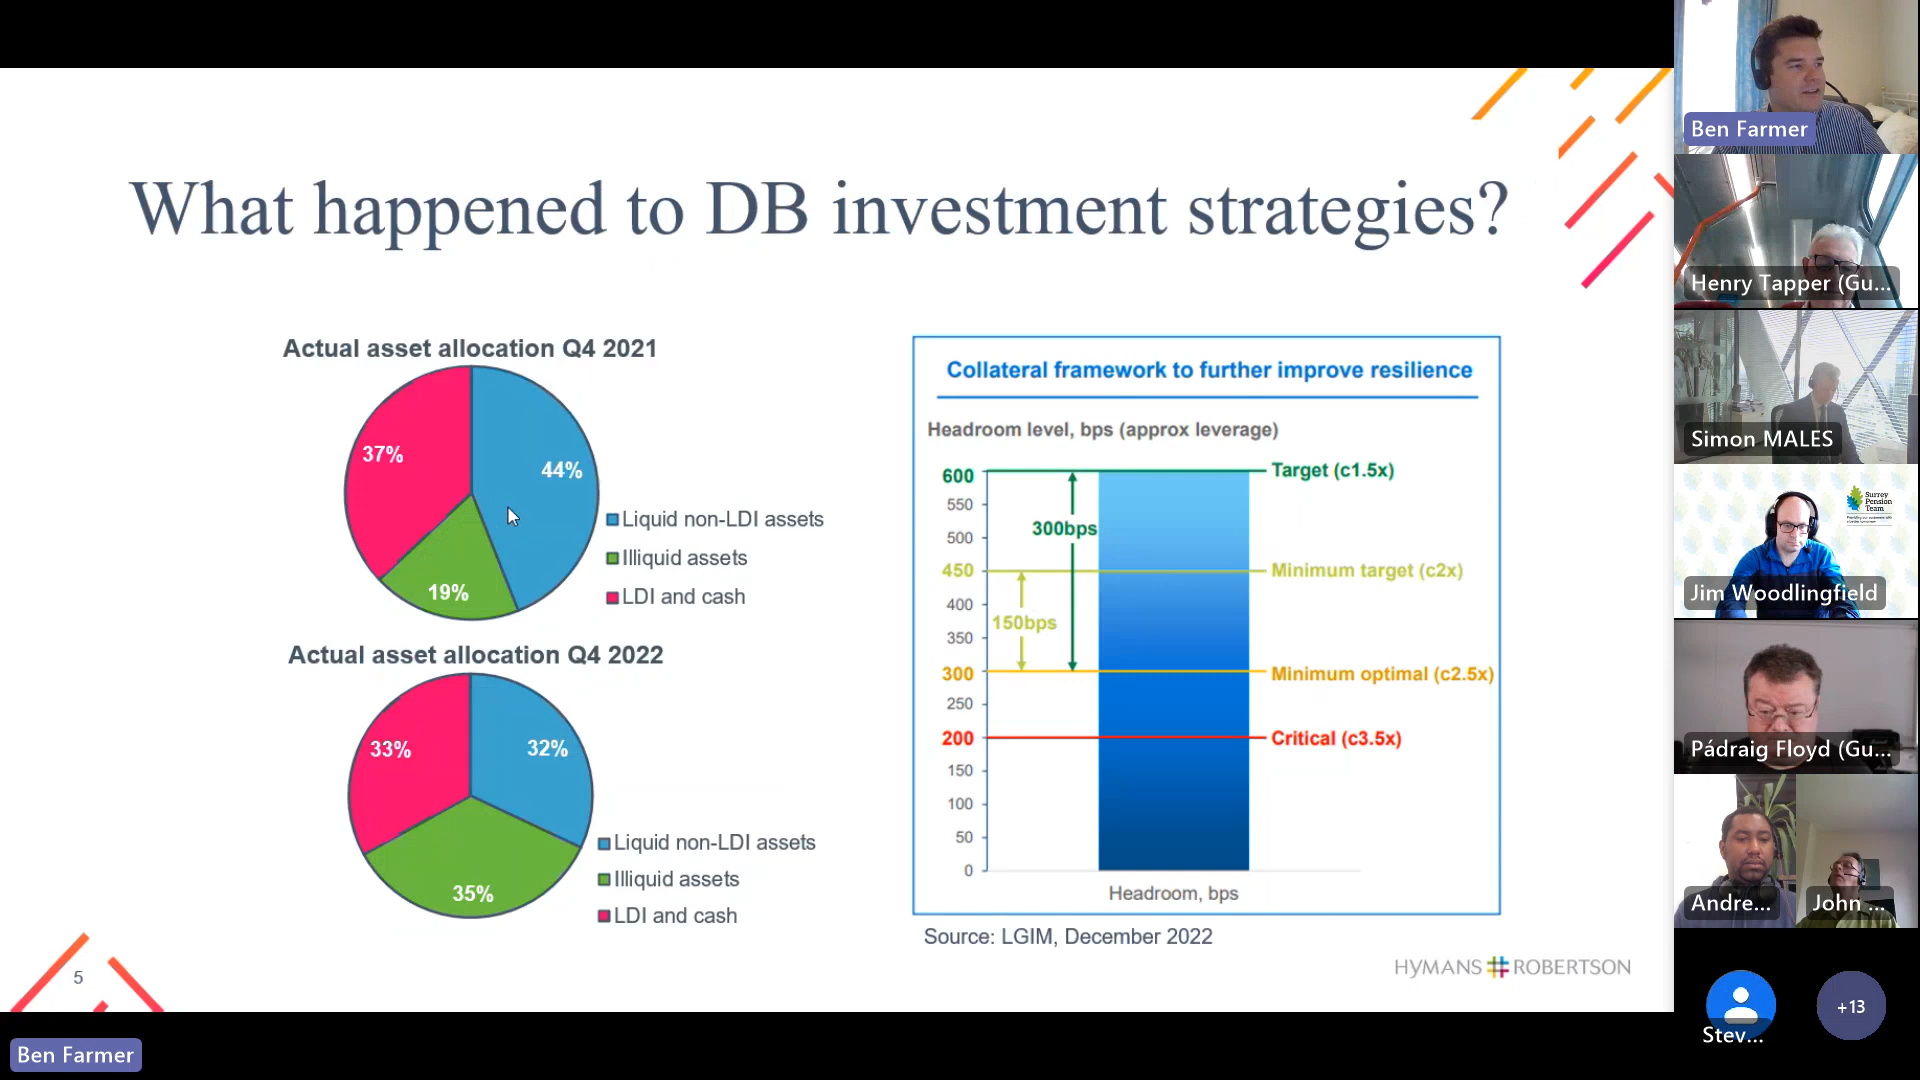 What happened to DB investment strategies?
Actual asset allocation Q4 2021
37%
44%
19%
Liquid non-LDI assets
Illiquid assets
LDI and cash
Actual asset allocation Q4 2022
33%
32%
35%
Liquid non-LDI assets
Illiquid assets
LDI and cash
Collateral framework to further improve resilience
Headroom level, bps (approx leverage)
600
550
500
450
400
350
300
250
200
150
100
50
0
300bps
150bps
Target (c1.5x)
Minimum target (c2x)
Minimum optimal (c2.5x)
Critical (c3.5x)
Headroom, bps
Source: LGIM, December 2022
HYMANS ROBERTSON
5
Ben Farmer
Ben Farmer
Henry Tapper (Gu...
Simon MALES
Surrey
Pension
Team
Jim Woodlingfield
Pádraig Floyd (Gu...
Andre...
John ...
Stev...
+13